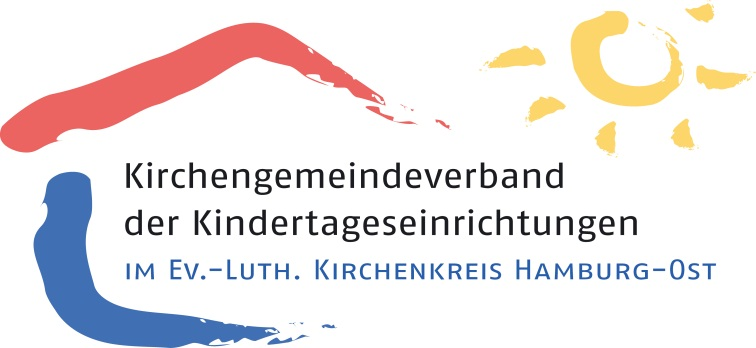 Kirchengemeindeverband
der Kindertageseinrichtungen
im Ev.-Luth. Kirchenkreis Hamburg-Ost